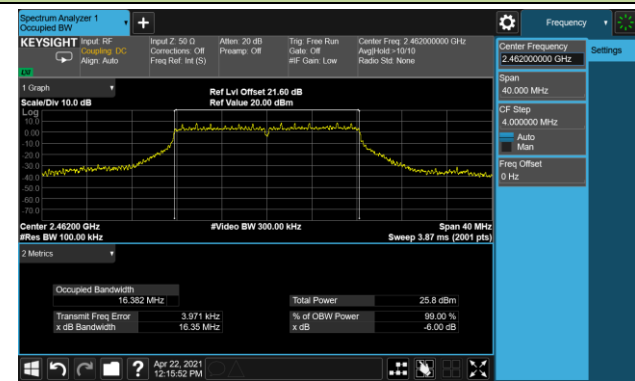 Spectrum Analyzer 1
Occupied BW
KEYSIGHT
Input: RF
Coupling: DC
Align: Auto
Input Z: 50 Ω
Corrections: Off
Freq Ref: Int (S)
Atten: 20 dB
Preamp: Off
Trig: Free Run
Gate: Off
#IF Gain: Low
Center Freq: 2.462000000 GHz
Avg|Hold:>10/10
Radio Std: None
1 Graph
Scale/Div 10.0 dB
Ref Lvl Offset 21.60 dB
Ref Value 20.00 dBm
Log
10.0
0.00
-10.0
-20.0
-30.0
-40.0
-50.0
-60.0
-70.0
Center 2.46200 GHz
#Res BW 100.00 kHz
#Video BW 300.00 kHz
Span 40 MHz
Sweep 3.87 ms (2001 pts)
2 Metrics
Occupied Bandwidth
16.382 MHz
Transmit Freq Error 3.971 kHz
x dB Bandwidth 16.35 MHz
Total Power 25.8 dBm
% of OBW Power 99.00 %
x dB -6.00 dB
Apr 22, 2021
12:15:52 PM
Frequency
Settings
Center Frequency
2.462000000 GHz
Span
40.000 MHz
CF Step
4.000000 MHz
Auto
Man
Freq Offset
0 Hz